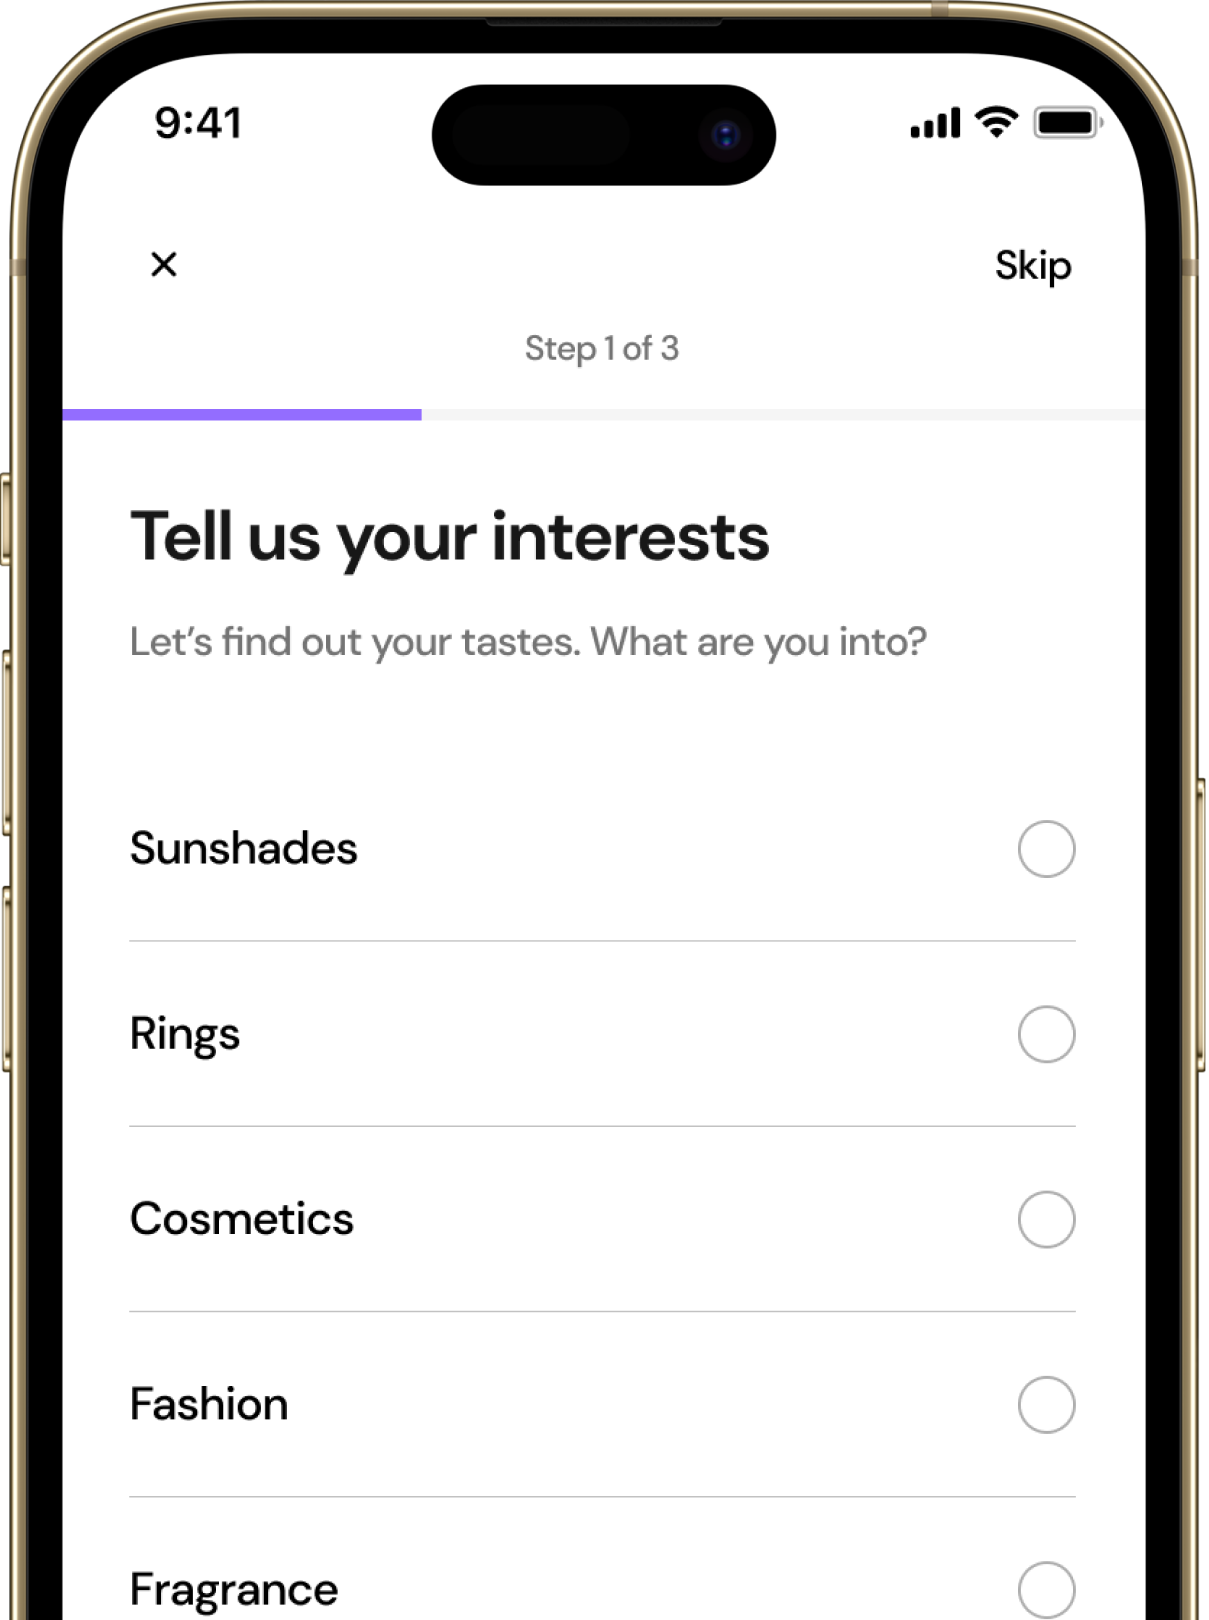 9:41
Skip
Step 1 of 3
Tell us your interests
Let’s find out your tastes. What are you into?
Sunshades
Rings
Cosmetics
Fashion
Fragrance